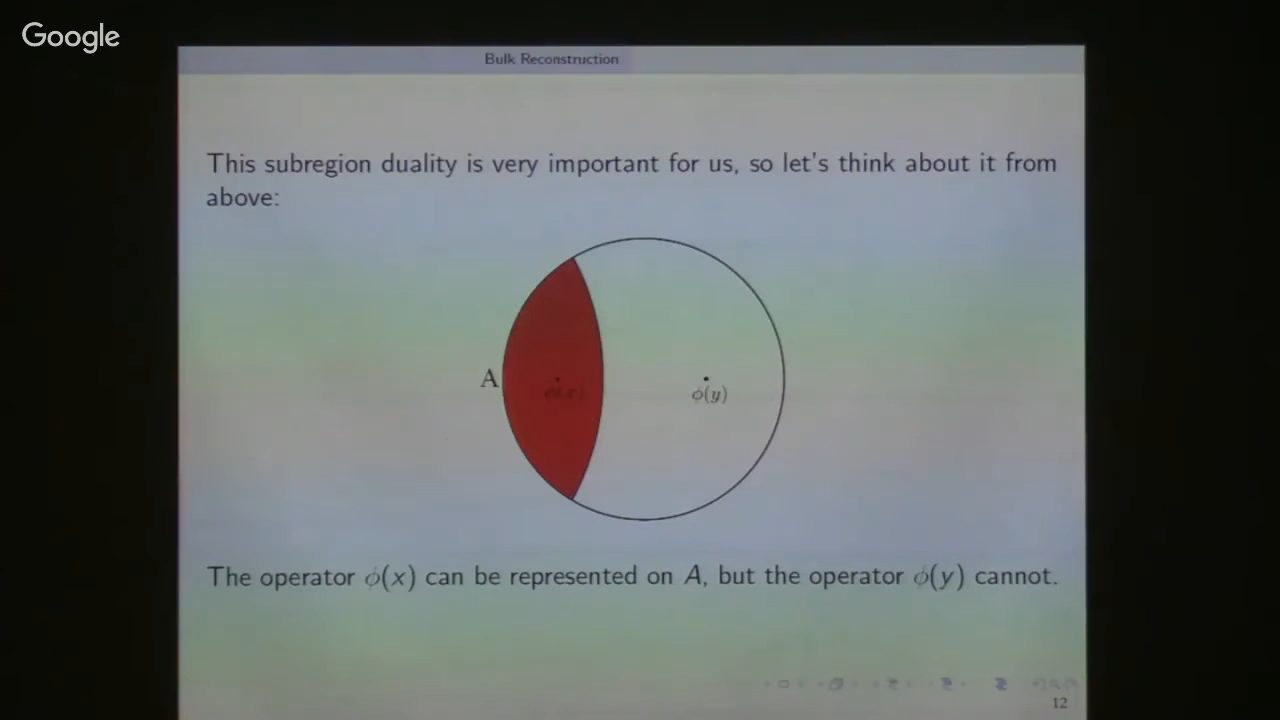 Google
Bulk Reconstruction
This subregion duality is very important for us, so let's think about it from
above:
A
ϕ(x)
ϕ(y)
The operator ϕ(x) can be represented on A, but the operator ϕ(y) cannot.
12